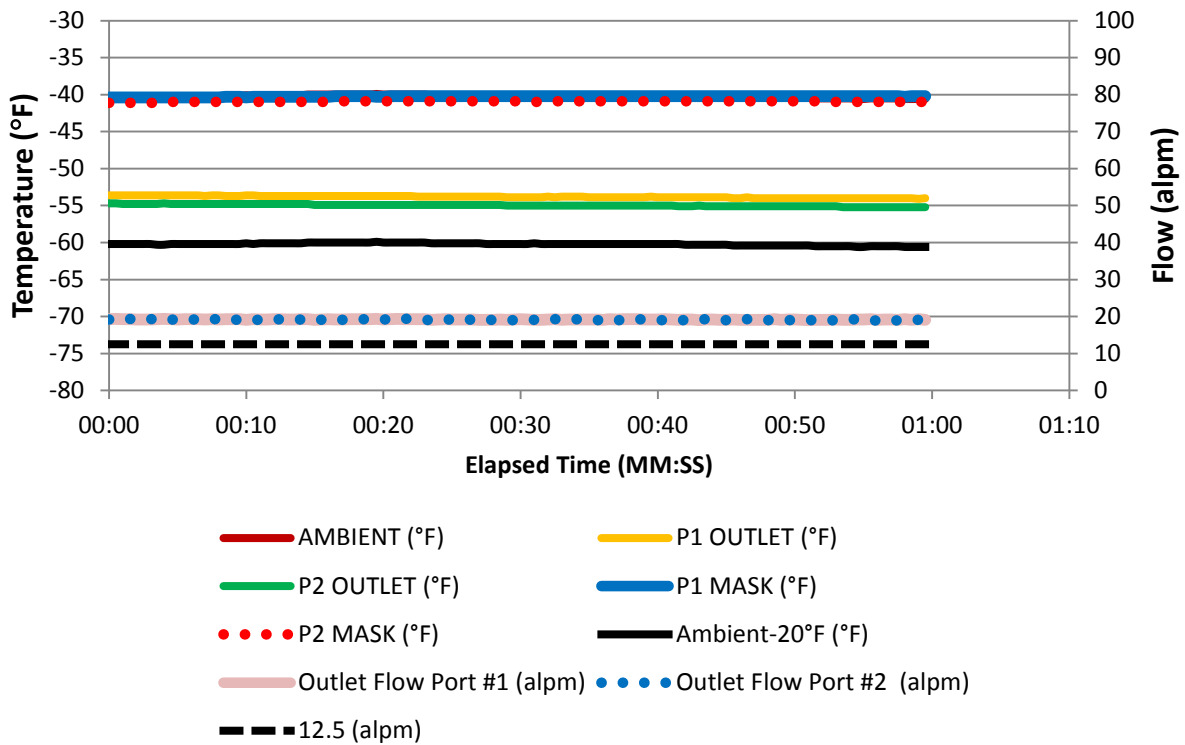 -30
-35
-40
-45
-50
-55
-60
-65
-70
-75
-80
Temperature (°F)
100
90
80
70
60
50
40
30
20
10
0
Flow (alpm)
00:00 00:10 00:20 00:30 00:40 00:50 01:00 01:10
Elapsed Time (MM:SS)
AMBIENT (°F) P1 OUTLET (°F)
P2 OUTLET (°F) P1 MASK (°F)
P2 MASK (°F) Ambient-20°F (°F)
Outlet Flow Port #1 (alpm) Outlet Flow Port #2 (alpm)
12.5 (alpm)